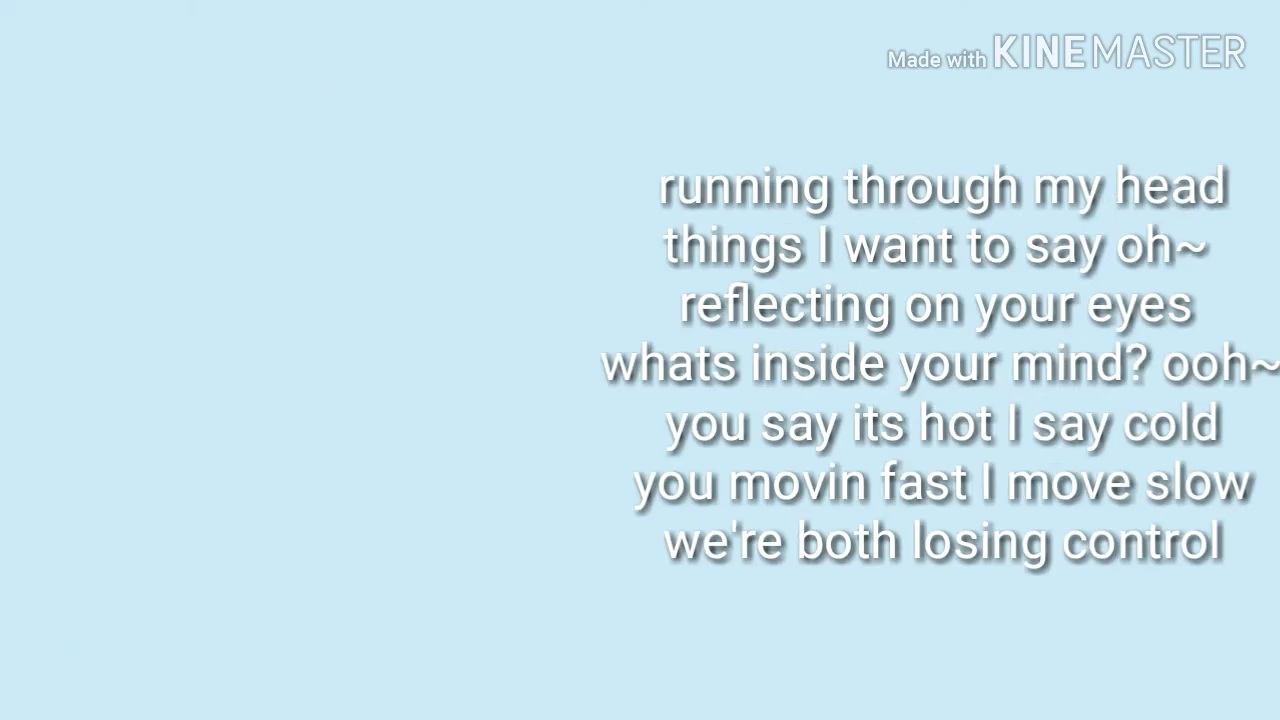 Made with KINEMASTER
running through my head
things I want to say oh~
reflecting on your eyes
whats inside your mind? ooh~
you say its hot I say cold
you movin fast I move slow
we're both losing control